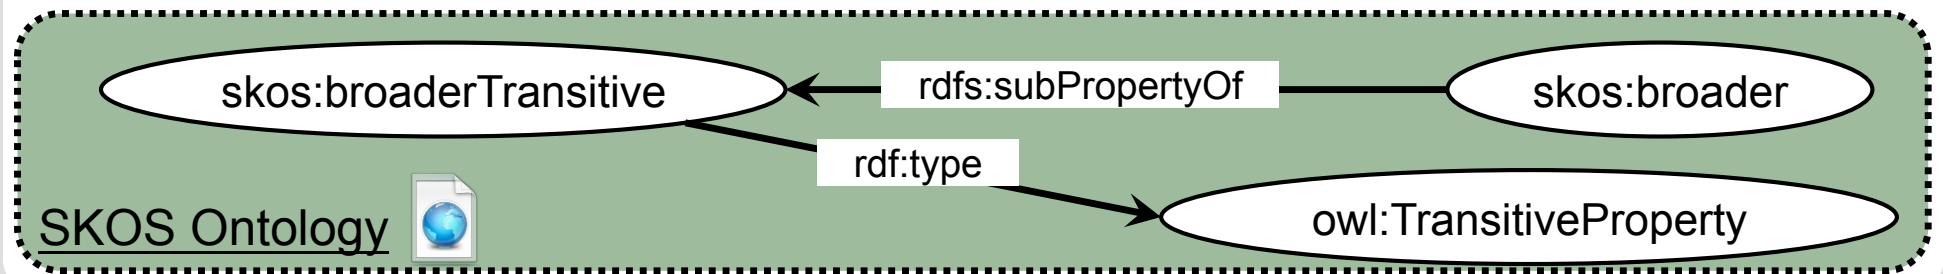 skos:broaderTransitive
rdfs:subPropertyOf
skos:broader
rdf:type
SKOS Ontology
owl:TransitiveProperty